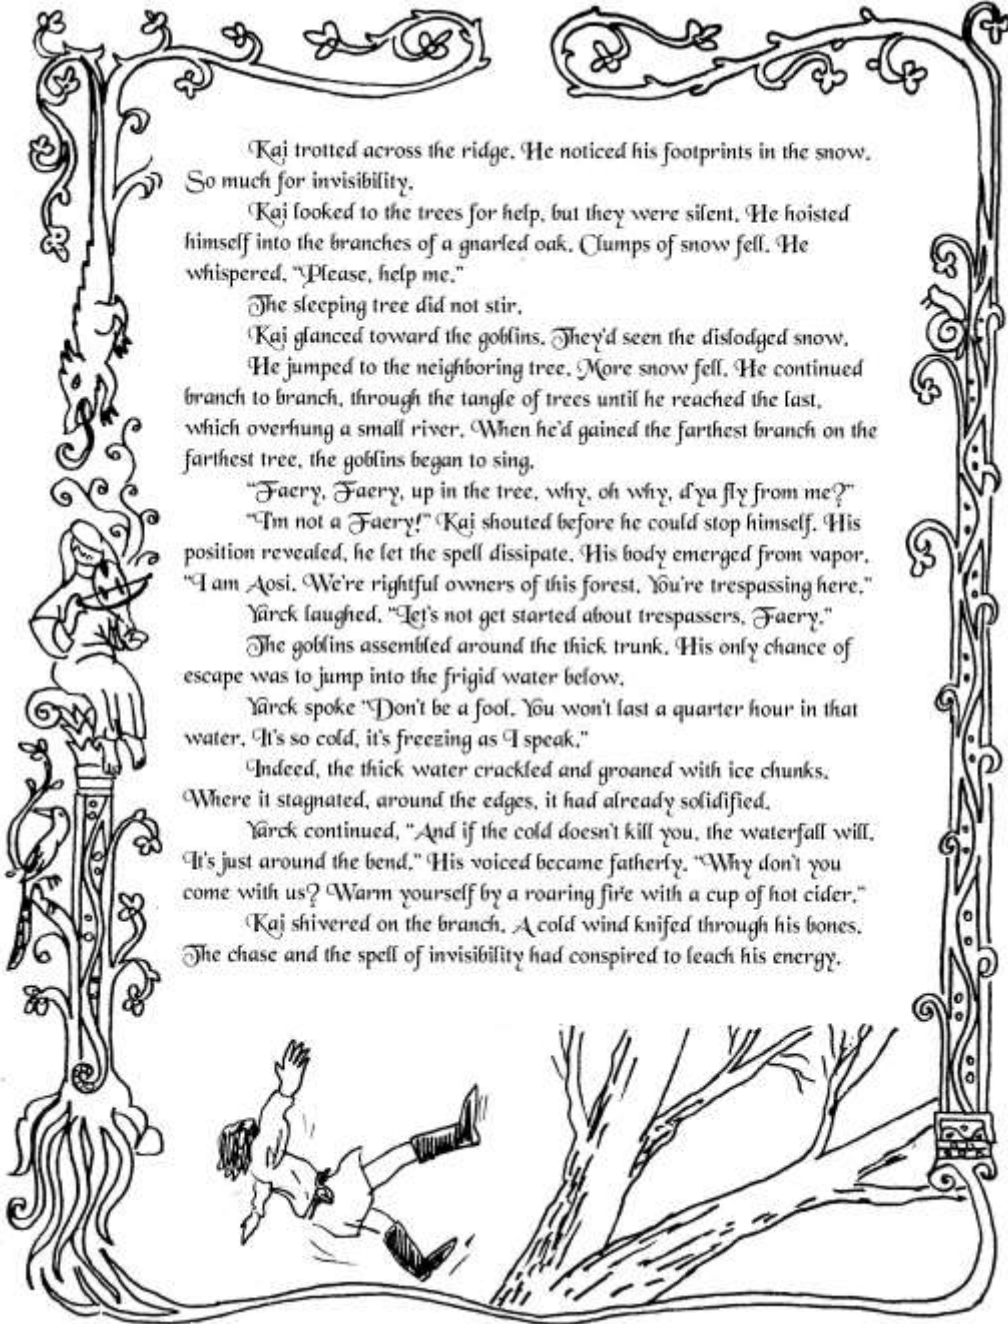 Kai trotted across the ridge. He noticed his footprints in the snow.
So much for invisibility.
Kai looked to the trees for help, but they were silent. He hoisted
himself into the branches of a gnarled oak. Clumps of snow fell. He
whispered, "Please, help me."
The sleeping tree did not stir.
Kai glanced toward the goblins. They'd seen the dislodged snow.
He jumped to the neighboring tree. More snow fell. He continued
branch to branch, through the tangle of trees until he reached the last,
which overhung a small river. When he'd gained the farthest branch on the
farthest tree, the goblins began to sing.
"Faery, Faery, up in the tree, why, oh why, d'ya fly from me?"
"I'm not a Faery!" Kai shouted before he could stop himself. His
position revealed, he let the spell dissipate. His body emerged from vapor.
"I am Aosi. We're rightful owners of this forest. You're trespassing here."
Yarck laughed. "Let's not get started about trespassers, Faery."
The goblins assembled around the thick trunk. His only chance of
escape was to jump into the frigid water below.
Yarck spoke "Don't be a fool. You won't last a quarter hour in that
water. It's so cold, it's freezing as I speak."
Indeed, the thick water crackled and groaned with ice chunks.
Where it stagnated, around the edges, it had already solidified.
Yarck continued, "And if the cold doesn't kill you, the waterfall will.
It's just around the bend." His voiced became fatherly. "Why don't you
come with us? Warm yourself by a roaring fire with a cup of hot cider."
Kai shivered on the branch. A cold wind knifed through his bones.
The chase and the spell of invisibility had conspired to leach his energy.